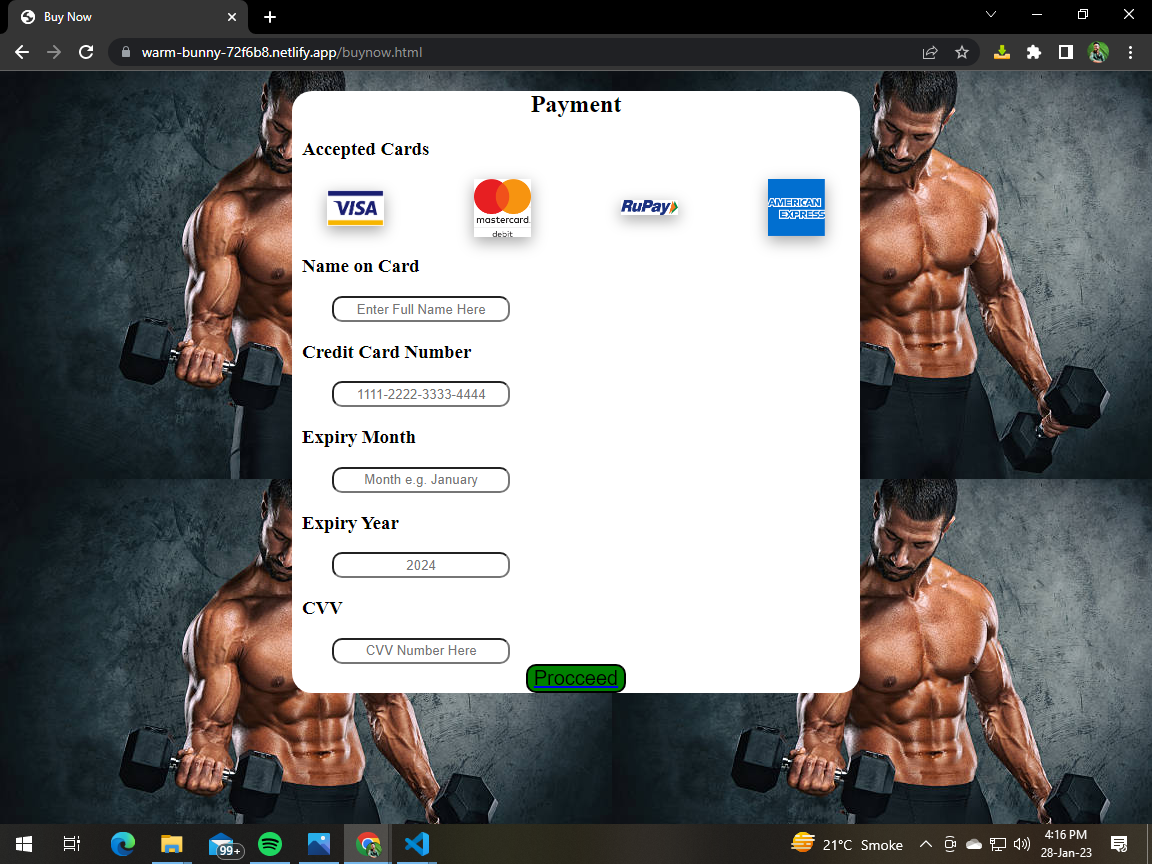 Buy Now
warm-bunny-72f6b8.netlify.app/buynow.html
Payment
Accepted Cards
VISA
mastercard
debit
RuPay
AMERICAN
EXPRESS
Name on Card
Enter Full Name Here
Credit Card Number
1111-2222-3333-4444
Expiry Month
Month e.g. January
Expiry Year
2024
CVV
CVV Number Here
Procceed
99+
21°C Smoke
4:16 PM
28-Jan-23